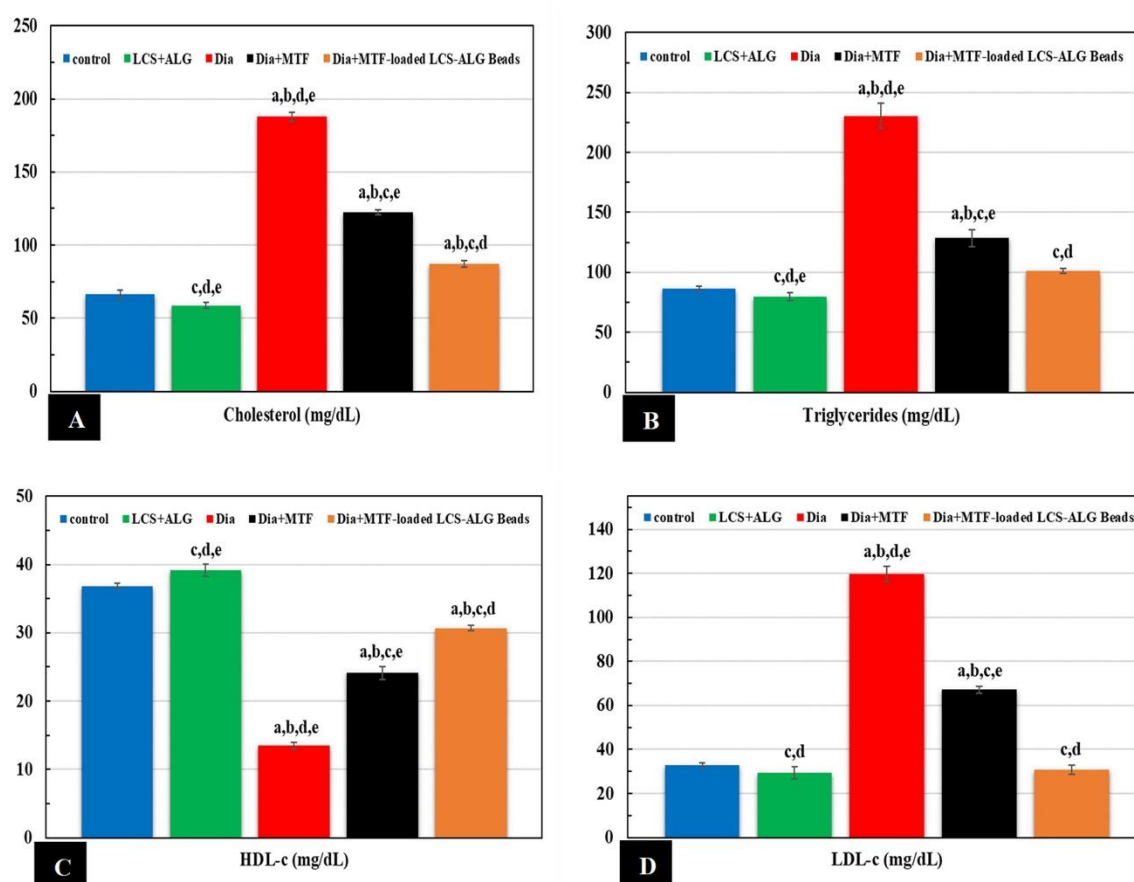 250
200
150
100
50
0
control LCS+ALG Dia Dia+MTF Dia+MTF-loaded LCS-ALG Beads
a,b,d,e
a,b,c,e
a,b,c,d
c,d,e
A
Cholesterol (mg/dL)
300
250
200
150
100
50
0
control LCS+ALG Dia Dia+MTF Dia+MTF-loaded LCS-ALG Beads
a,b,d,e
a,b,c,e
c,d
c,d,e
B
Triglycerides (mg/dL)
50
40
30
20
10
0
control LCS+ALG Dia Dia+MTF Dia+MTF-loaded LCS-ALG Beads
c,d,e
a,b,c,d
a,b,c,e
a,b,d,e
C
HDL-c (mg/dL)
140
120
100
80
60
40
20
0
control LCS+ALG Dia Dia+MTF Dia+MTF-loaded LCS-ALG Beads
a,b,d,e
a,b,c,e
c,d
c,d
D
LDL-c (mg/dL)